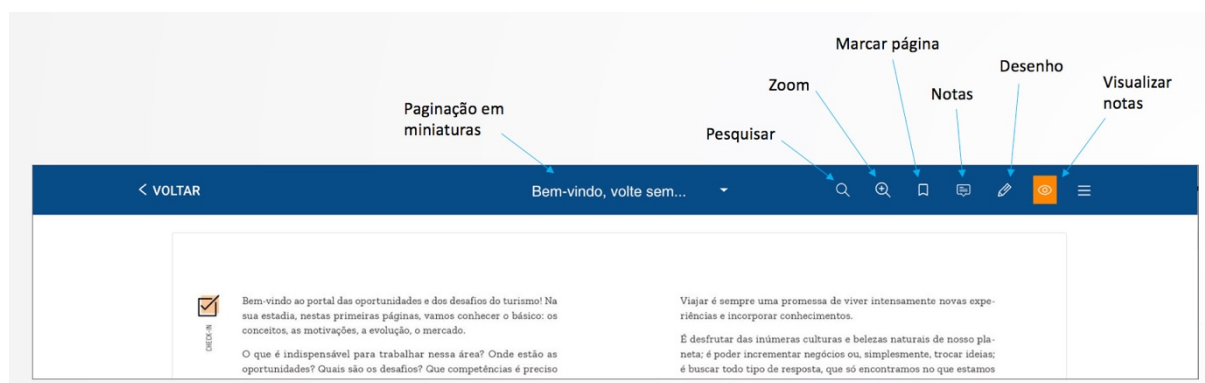 Marcar página
Desenho
Zoom
Visualizar
notas
Notas
Paginação em
miniaturas
Pesquisar
< VOLTAR
Bem-vindo, volte sem...
CHECK-IN
Bem-vindo ao portal das oportunidades e dos desafios do turismo! Na
sua estadia, nestas primeiras páginas, vamos conhecer o básico: os
conceitos, as motivações, a evolução, o mercado.
O que é indispensável para trabalhar nessa área? Onde estão as
oportunidades? Quais são os desafios? Que competências é preciso
Viajar é sempre uma promessa de viver intensamente novas expe-
riências e incorporar conhecimentos.
É desfrutar das inúmeras culturas e belezas naturais de nosso pla-
neta; é poder incrementar negócios ou, simplesmente, trocar ideias;
é buscar todo tipo de resposta, que só encontramos no que estamos